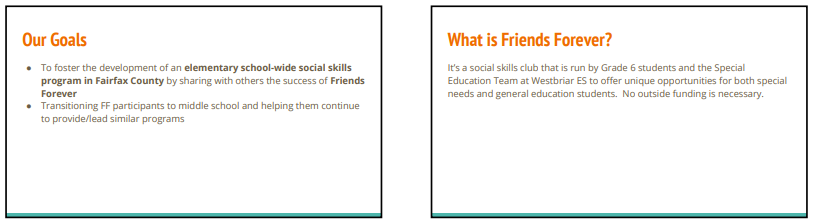 Our Goals
● To foster the development of an elementary school-wide social skills
program in Fairfax County by sharing with others the success of Friends
Forever
● Transitioning FF participants to middle school and helping them continue
to provide/lead similar programs
What is Friends Forever?
It's a social skills club that is run by Grade 6 students and the Special
Education Team at Westbriar ES to offer unique opportunities for both special
needs and general education students.  No outside funding is necessary.